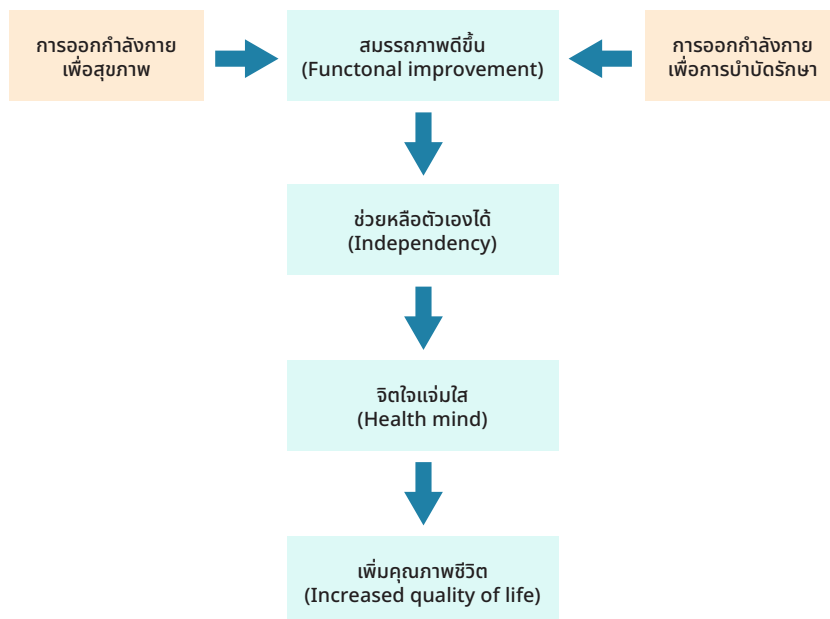 การออกกำลังกาย
เพื่อสุขภาพ
สมรรถภาพดีขึ้น
(Functonal improvement)
การออกกำลังกาย
เพื่อการบำบัดรักษา
ช่วยหลือตัวเองได้
(Independency)
จิตใจแจ่มใส
(Health mind)
เพิ่มคุณภาพชีวิต
(Increased quality of life)